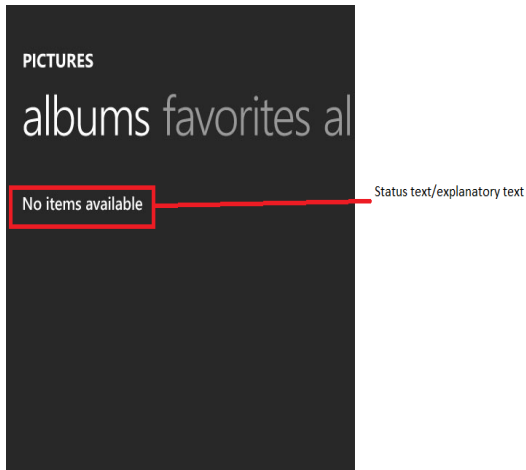 PICTURES
albums favorites al
No items available
Status text/explanatory text